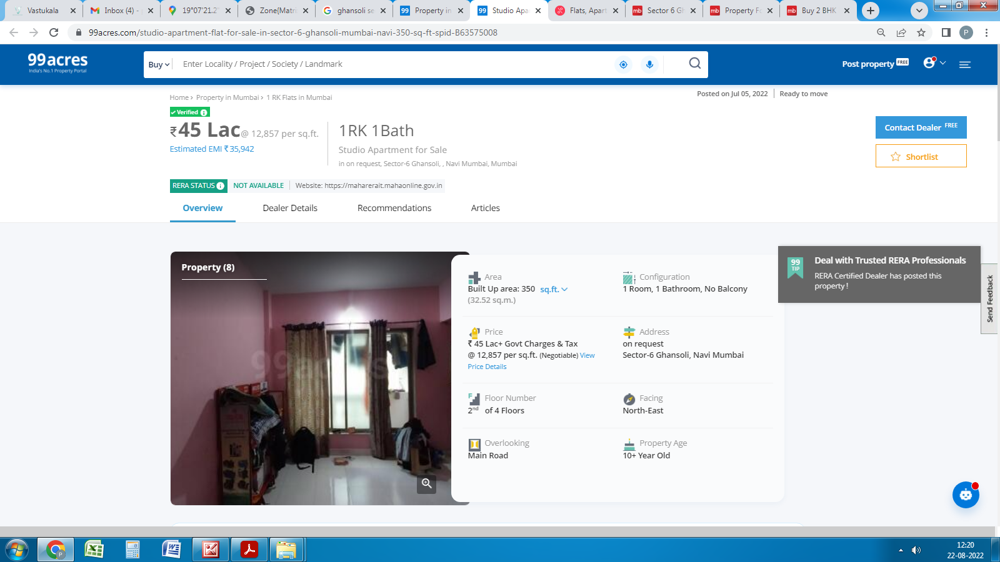 Vastukala
Inbox (4) -
19°07'21.2"
Zone{Matri
ghansoli se
Property in
Studio Apa
Flats, Apart
Sector 6 Gh
Property Fo
Buy 2 BHK
P
99acres.com/studio-apartment-flat-for-sale-in-sector-6-ghansoli-mumbai-navi-350-sq-ft-spid-B63575008
99acres
India's No.1 Property Portal
Buy
Enter Locality / Project / Society / Landmark
Post property FREE
Home › Property in Mumbai › 1 RK Flats in Mumbai
Posted on Jul 05, 2022 | Ready to move
Verified
₹45 Lac @ 12,857 per sq.ft.
Estimated EMI ₹ 35,942
1RK 1Bath
Studio Apartment for Sale
in on request, Sector-6 Ghansoli, , Navi Mumbai, Mumbai
Contact Dealer FREE
Shortlist
RERA STATUS NOT AVAILABLE Website: https://maharerait.mahaonline.gov.in
Overview
Dealer Details
Recommendations
Articles
Property (8)
Area
Built Up area: 350 sq.ft.
(32.52 sq.m.)
Configuration
1 Room, 1 Bathroom, No Balcony
Price
₹ 45 Lac+ Govt Charges & Tax
@ 12,857 per sq.ft. (Negotiable) View
Price Details
Address
on request
Sector-6 Ghansoli, Navi Mumbai
Floor Number
2nd of 4 Floors
Facing
North-East
Overlooking
Main Road
Property Age
10+ Year Old
99
TIP
Deal with Trusted RERA Professionals
RERA Certified Dealer has posted this
property !
Send Feedback
12:20
22-08-2022